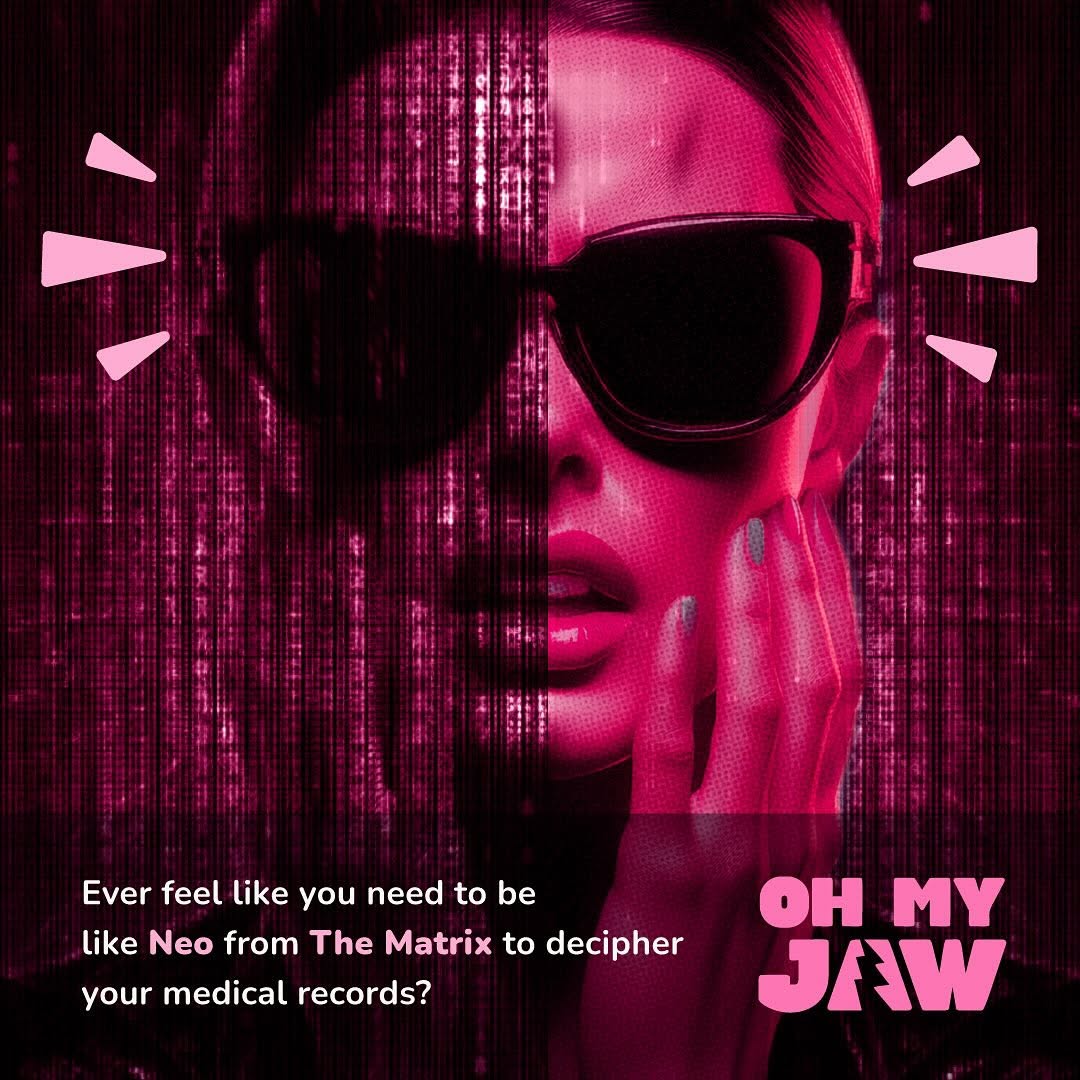 Ever feel like you need to be
like Neo from The Matrix to decipher
your medical records?
OH MY
JAW